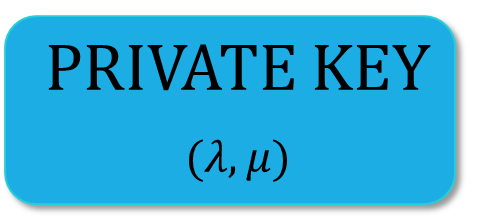 PRIVATE KEY
(λ, μ)